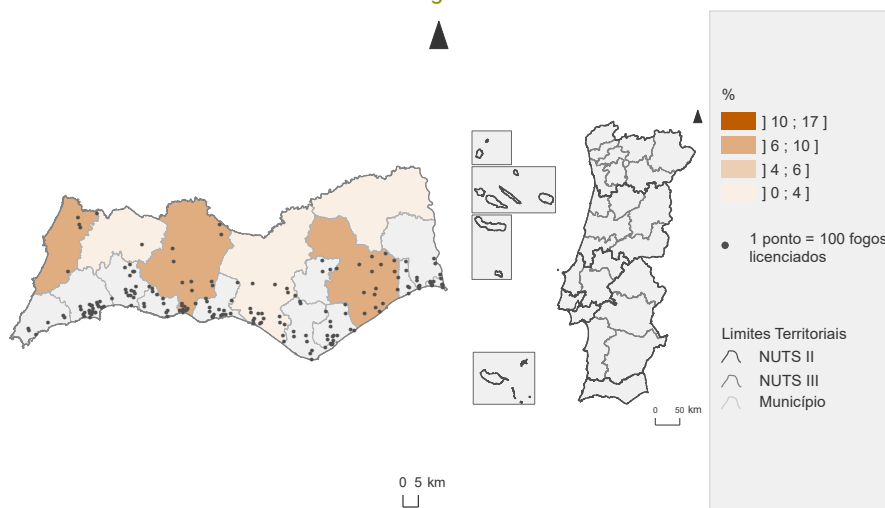 %
] 10 ; 17 ]
] 6 ; 10 ]
] 4 ; 6 ]
] 0 ; 4 ]
1 ponto = 100 fogos
licenciados
Limites Territoriais
NUTS II
NUTS III
Município
0 50 km
0 5 km